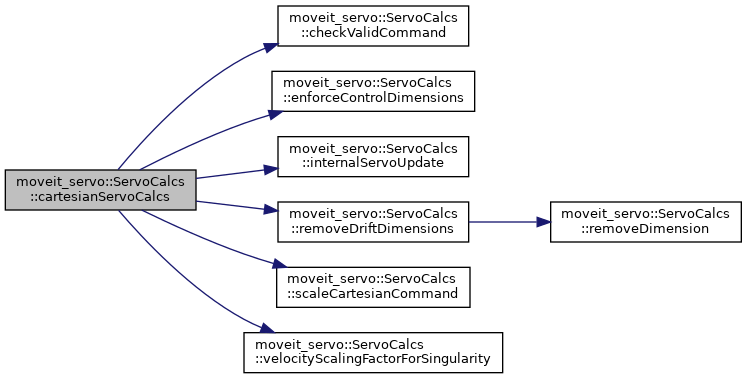 moveit_servo::ServoCalcs
::cartesianServoCalcs
moveit_servo::ServoCalcs
::checkValidCommand
moveit_servo::ServoCalcs
::enforceControlDimensions
moveit_servo::ServoCalcs
::internalServoUpdate
moveit_servo::ServoCalcs
::removeDriftDimensions
moveit_servo::ServoCalcs
::removeDimension
moveit_servo::ServoCalcs
::scaleCartesianCommand
moveit_servo::ServoCalcs
::velocityScalingFactorForSingularity